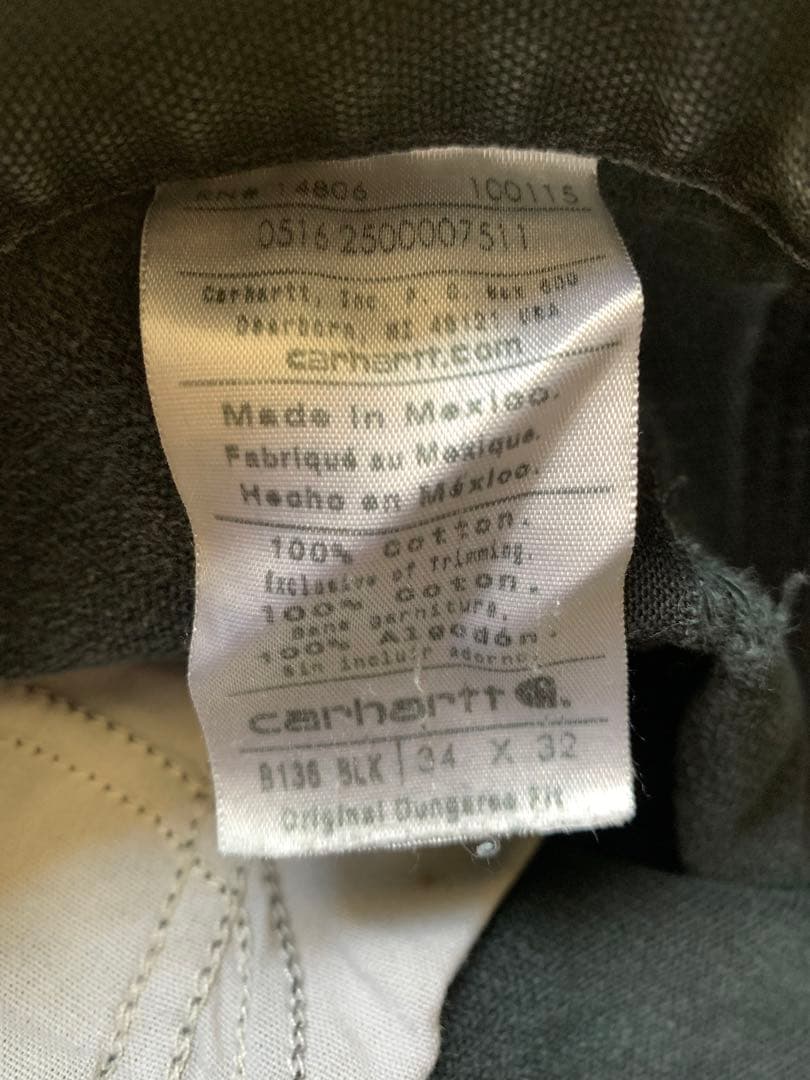 RN# 14806 100115
0516 2500007511
Carhartt, Inc P. O. Box 600
Dearborn, MI 48121 USA
carhartt.com
Made in Mexico.
Fabriqué au Mexique.
Hecho en México.
100% cotton.
Exclusive of trimming.
100% Coton.
Sans garniture.
100% Algodón.
Sin incluir adorno
carhartt
B136 BLK 34 X 32
Original Dungaree Fit